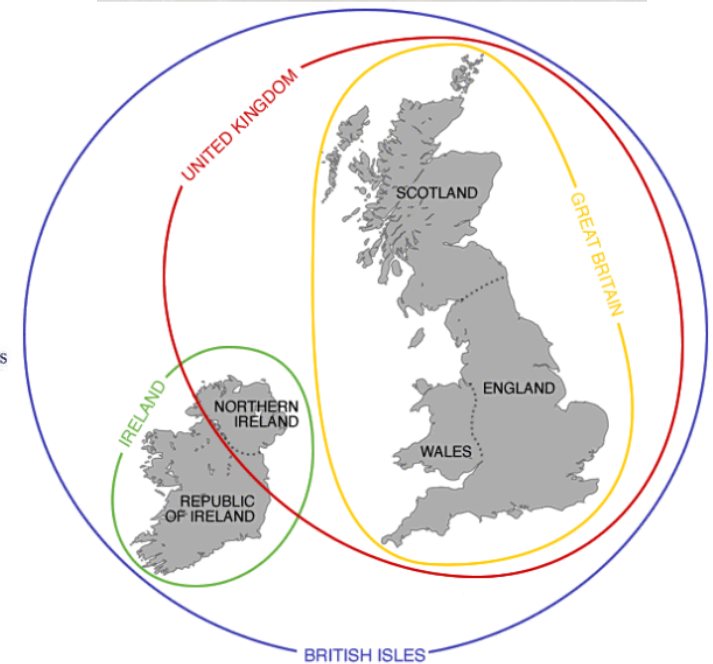 UNITED KINGDOM
SCOTLAND
GREAT BRITAIN
s
IRELAND
ENGLAND
NORTHERN
IRELAND
WALES
REPUBLIC
OF IRELAND
BRITISH ISLES